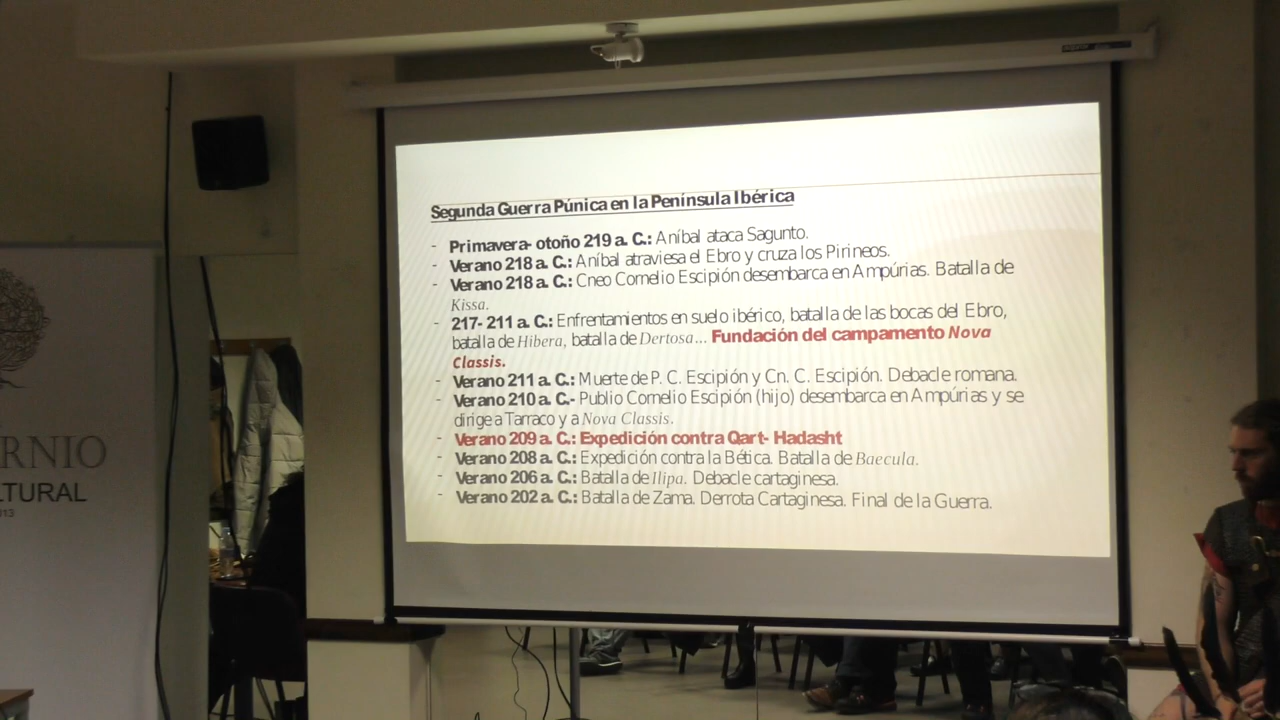 Segunda Guerra Púnica en la Península Ibérica
- Primavera- otoño 219 a. C.: Aníbal ataca Sagunto.
- Verano 218 a. C.: Aníbal atraviesa el Ebro y cruza los Pirineos.
- Verano 218 a. C.: Cneo Cornelio Escipión desembarca en Ampúrias. Batalla de
Kissa.
- 217- 211 a. C.: Enfrentamientos en suelo ibérico, batalla de las bocas del Ebro,
batalla de Hibera, batalla de Dertosa... Fundación del campamento Nova
Classis.
- Verano 211 a. C.: Muerte de P. C. Escipión y Cn. C. Escipión. Debacle romana.
- Verano 210 a. C.- Publio Cornelio Escipión (hijo) desembarca en Ampúrias y se
dirige a Tarraco y a Nova Classis.
- Verano 209 a. C.: Expedición contra Qart- Hadasht
- Verano 208 a. C.: Expedición contra la Bética. Batalla de Baecula.
- Verano 206 a. C.: Batalla de Ilipa. Debacle cartaginesa.
- Verano 202 a. C.: Batalla de Zama. Derrota Cartaginesa. Final de la Guerra.
RNIO
LTURAL